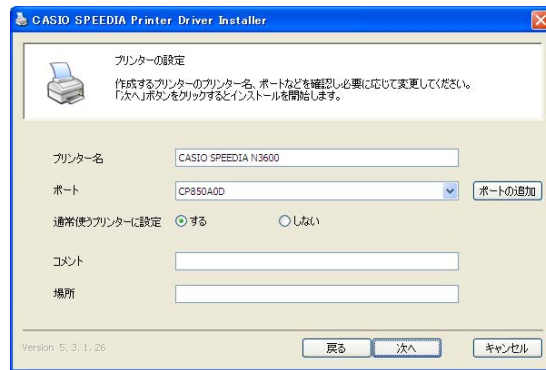 CASIO SPEEDIA Printer Driver Installer
プリンターの設定
作成するプリンターのプリンター名、ポートなどを確認し必要に応じて変更してください。
「次へ」ボタンをクリックするとインストールを開始します。
プリンター名 CASIO SPEEDIA N3600
ポート CP850A0D ポートの追加
通常使うプリンターに設定 する しない
コメント
場所
Version 5.3.1.26 戻る 次へ キャンセル